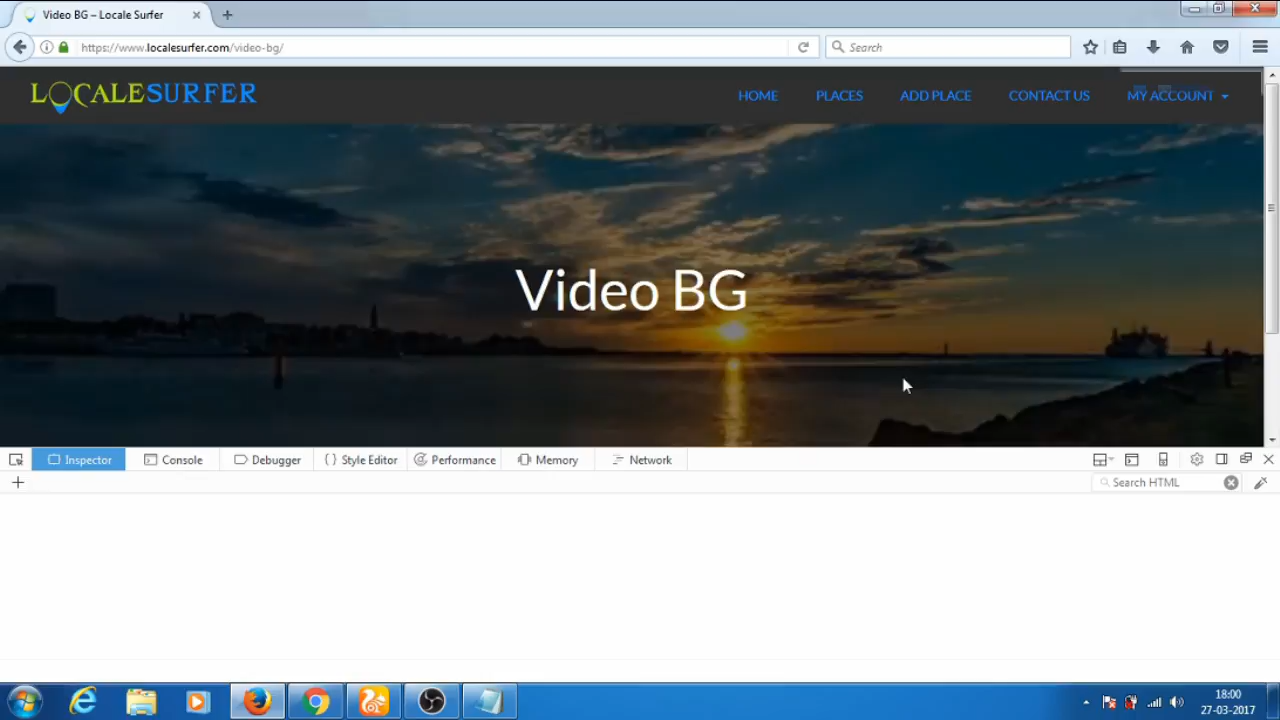 Video BG – Locale Surfer
https://www.localesurfer.com/video-bg/
Search
LOCALESURFER
HOME
PLACES
ADD PLACE
CONTACT US
MY ACCOUNT
Video BG
Inspector
Console
Debugger
Style Editor
Performance
Memory
Network
Search HTML
18:00
27-03-2017